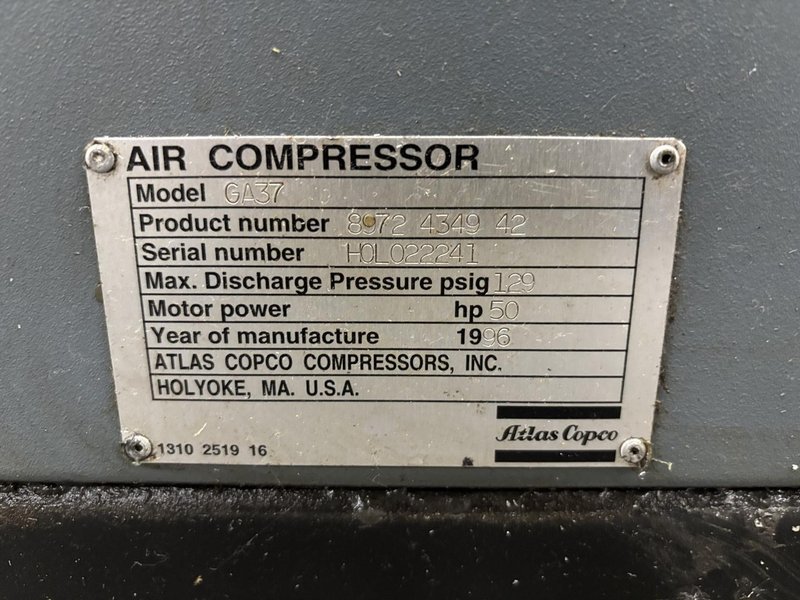 AIR COMPRESSOR
Model GA37
Product number 8972 4349 42
Serial number HOL022241
Max. Discharge Pressure psig 129
Motor power hp 50
Year of manufacture 1996
ATLAS COPCO COMPRESSORS, INC.
HOLYOKE, MA. U.S.A.
Atlas Copco
1310 2519 16